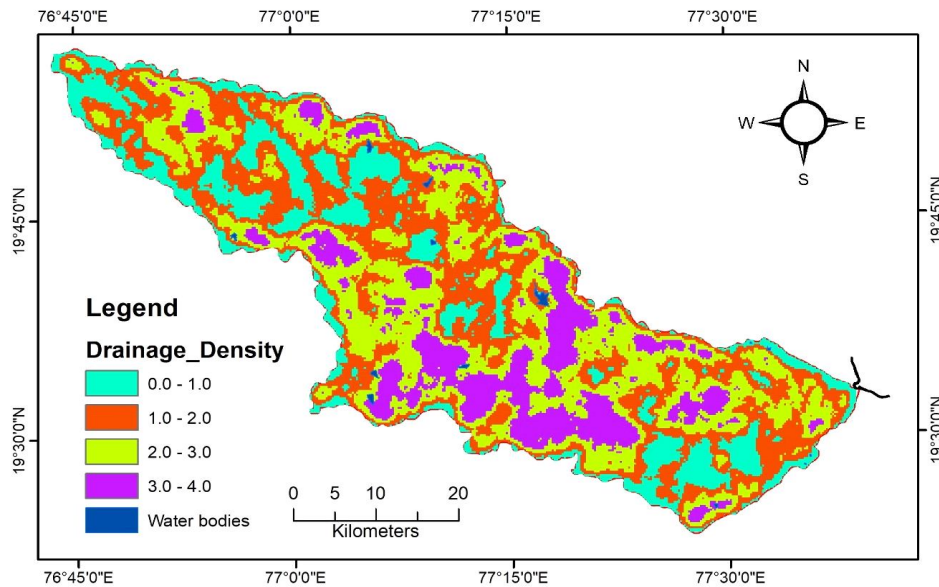 76°45'0"E 77°0'0"E 77°15'0"E 77°30'0"E
N
W E
S
19°45'0"N 19°45'0"N
Legend
Drainage_Density
0.0 - 1.0
1.0 - 2.0
2.0 - 3.0
3.0 - 4.0
Water bodies
19°30'0"N 19°30'0"N
0 5 10 20
Kilometers
76°45'0"E 77°0'0"E 77°15'0"E 77°30'0"E